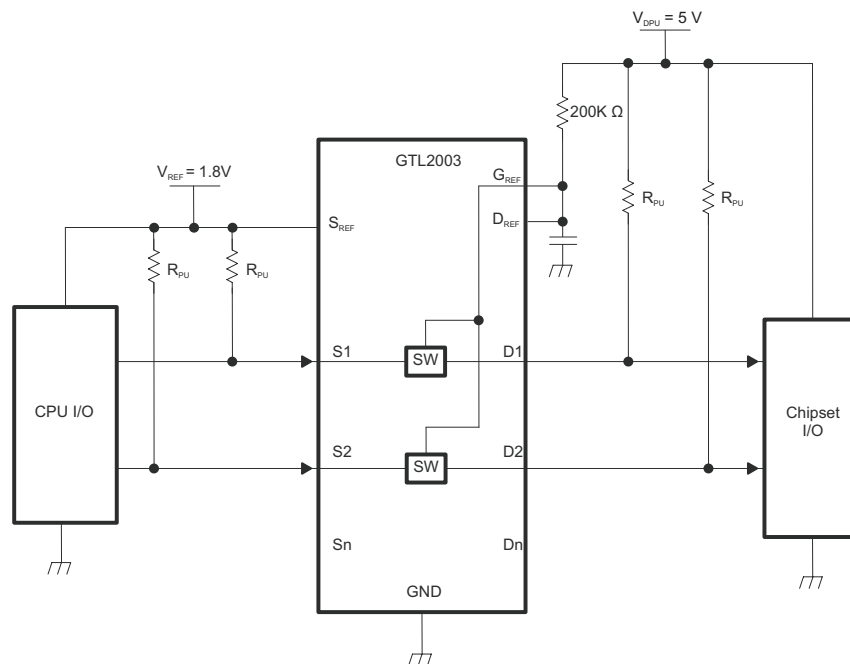 V_DPU = 5 V
200K Ω
GTL2003
V_REF = 1.8V
G_REF
R_PU
R_PU
S_REF
D_REF
R_PU
R_PU
S1
SW
D1
CPU I/O
Chipset
I/O
S2
SW
D2
Sn
Dn
GND